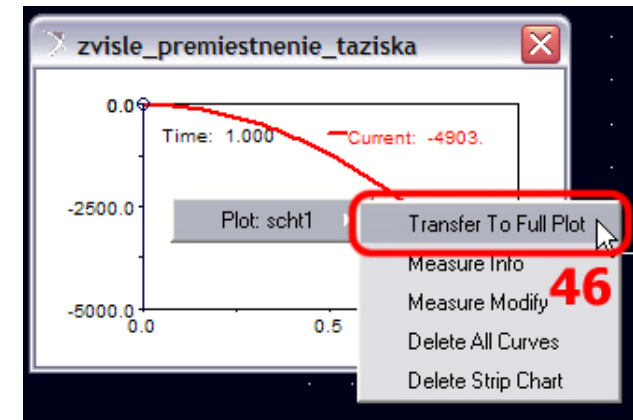 zvisle_premiestnenie_taziska
0.0
Time: 1.000 Current: -4903.
-2500.0
Plot: scht1
Transfer To Full Plot
Measure Info
46
Measure Modify
-5000.0
0.0 0.5
Delete All Curves
Delete Strip Chart